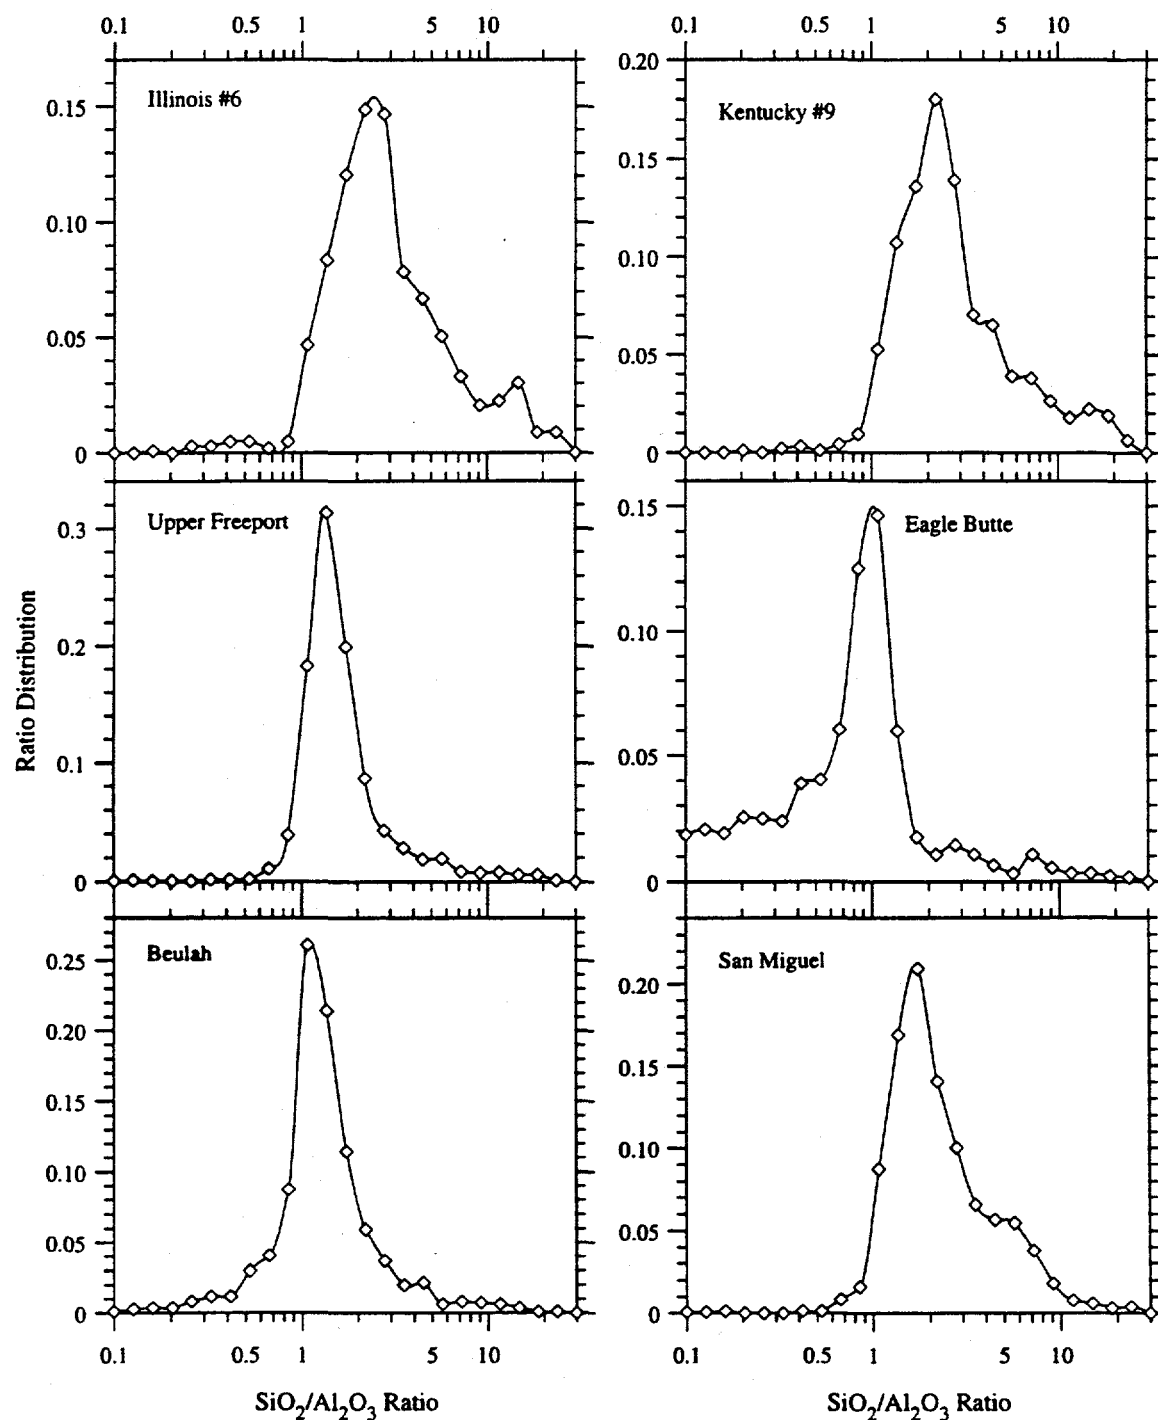 0.1 0.5 1 5 10 0.1 0.5 1 5 10
0.20
Illinois #6
Kentucky #9
0.15
0.15
0.10
0.10
0.05
0.05
0
0
Upper Freeport
Eagle Butte
0.3
0.15
0.2
0.10
0.1
0.05
0
0
Ratio Distribution
Beulah
San Miguel
0.25
0.20
0.20
0.15
0.15
0.10
0.10
0.05
0.05
0
0
0.1 0.5 1 5 10 0.1 0.5 1 5 10
SiO₂/Al₂O₃ Ratio SiO₂/Al₂O₃ Ratio